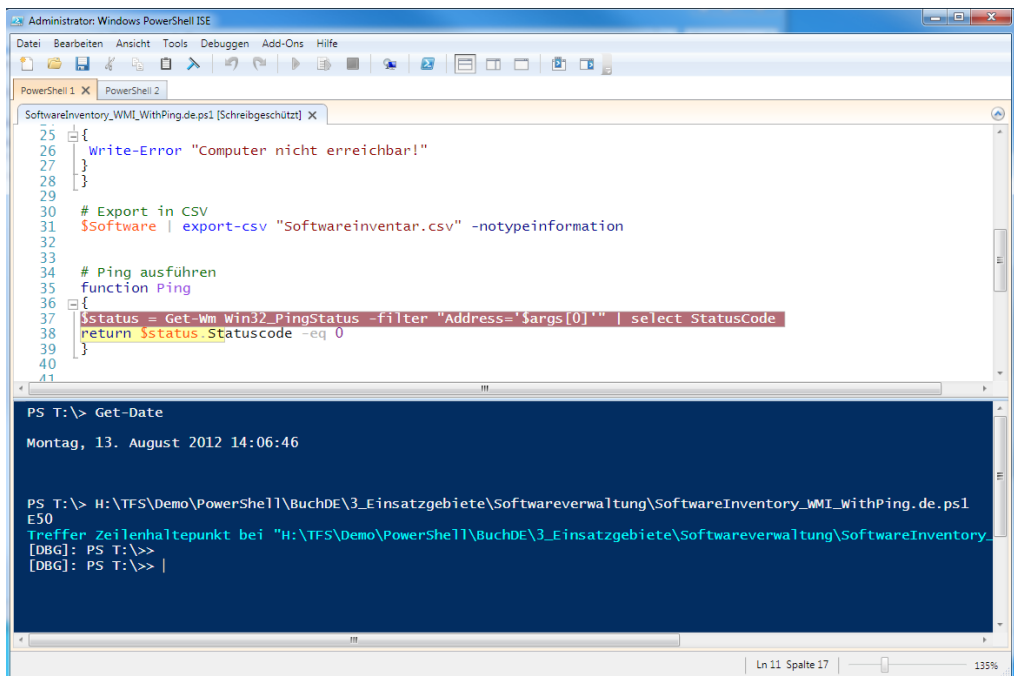 Administrator: Windows PowerShell ISE
Datei Bearbeiten Ansicht Tools Debuggen Add-Ons Hilfe
PowerShell 1 X PowerShell 2
SoftwareInventory_WMI_WithPing.de.ps1 [Schreibgeschützt] X
25 {
26 Write-Error "Computer nicht erreichbar!"
27 }
28 }
29
30 # Export in CSV
31 $Software | export-csv "Softwareinventar.csv" -notypeinformation
32
33
34 # Ping ausführen
35 function Ping
36 {
37 $status = Get-Wm Win32_PingStatus -filter "Address='$args[0]'" | select StatusCode
38 return $status.Statuscode -eq 0
39 }
40
41
PS T:\> Get-Date
Montag, 13. August 2012 14:06:46
PS T:\> H:\TFS\Demo\PowerShell\BuchDE\3_Einsatzgebiete\Softwareverwaltung\SoftwareInventory_WMI_WithPing.de.ps1
E50
Treffer Zeilenhaltepunkt bei "H:\TFS\Demo\PowerShell\BuchDE\3_Einsatzgebiete\Softwareverwaltung\SoftwareInventory_
[DBG]: PS T:\>>
[DBG]: PS T:\>>
Ln 11 Spalte 17 135%